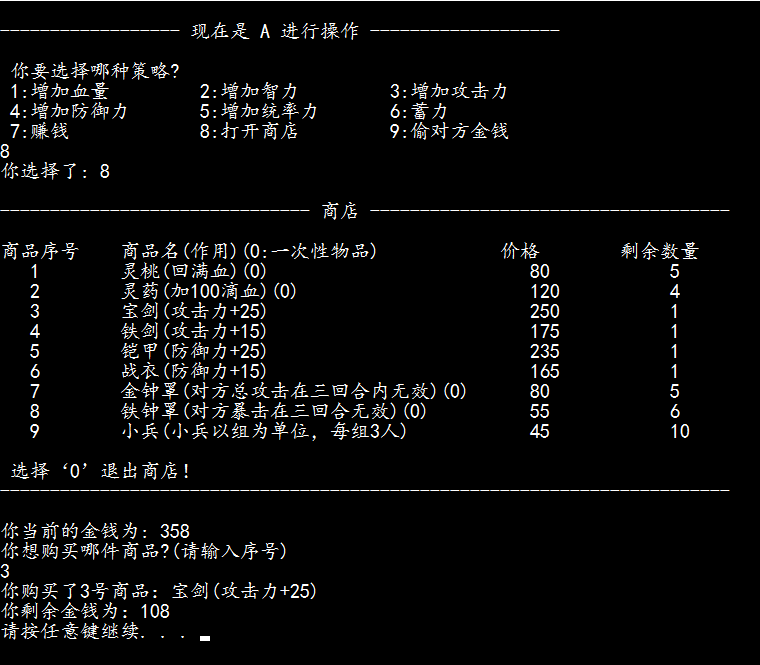 ------------------ 现在是 A 进行操作 -------------------
你要选择哪种策略?
1:增加血量 2:增加智力 3:增加攻击力
4:增加防御力 5:增加统率力 6:蓄力
7:赚钱 8:打开商店 9:偷对方金钱
8
你选择了: 8
------------------------------- 商店 ------------------------------------
商品序号 商品名(作用)(0:一次性物品) 价格 剩余数量
1 灵桃(回满血)(0) 80 5
2 灵药(加100滴血)(0) 120 4
3 宝剑(攻击力+25) 250 1
4 铁剑(攻击力+15) 175 1
5 铠甲(防御力+25) 235 1
6 战衣(防御力+15) 165 1
7 金钟罩(对方总攻击在三回合内无效)(0) 80 5
8 铁钟罩(对方暴击在三回合无效)(0) 55 6
9 小兵(小兵以组为单位，每组3人) 45 10
选择‘0’退出商店!
-------------------------------------------------------------------------
你当前的金钱为: 358
你想购买哪件商品?(请输入序号)
3
你购买了3号商品: 宝剑(攻击力+25)
你剩余金钱为: 108
请按任意键继续. . .